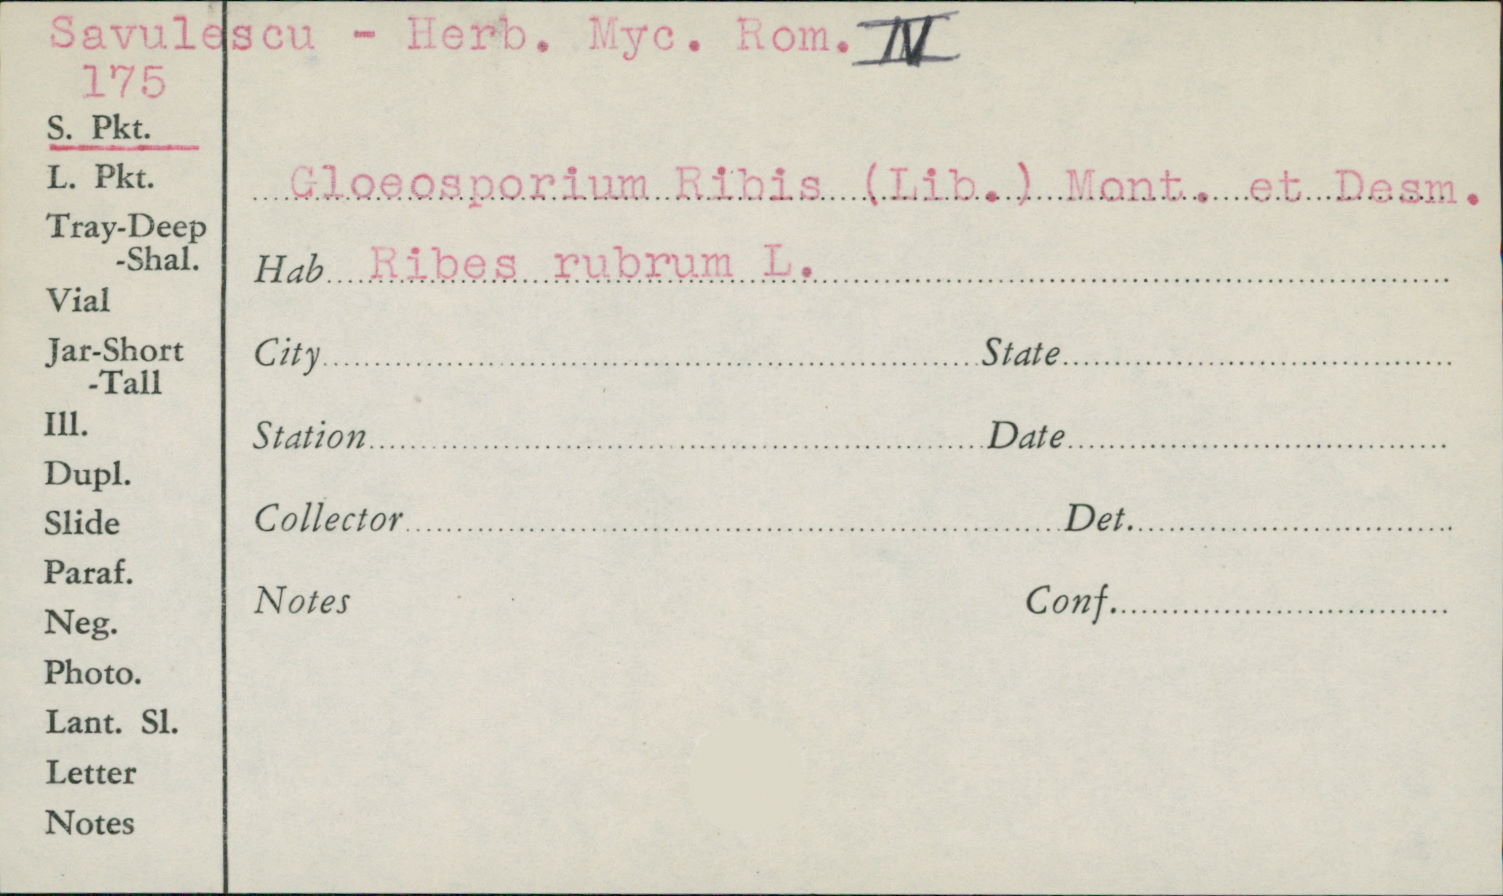 Savulescu - Herb. Myc. Rom. IV
175
S. Pkt.
L. Pkt.
Gloeosporium Ribis (Lib.) Mont. et Desm.
Tray-Deep
-Shal.
Hab Ribes rubrum L.
Vial
Jar-Short
-Tall
City State
Ill.
Station Date
Dupl.
Slide
Collector Det.
Paraf.
Neg.
Notes Conf.
Photo.
Lant. Sl.
Letter
Notes